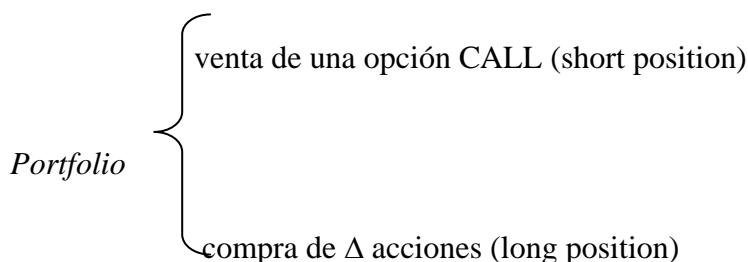 venta de una opción CALL (short position)
Portfolio
compra de Δ acciones (long position)